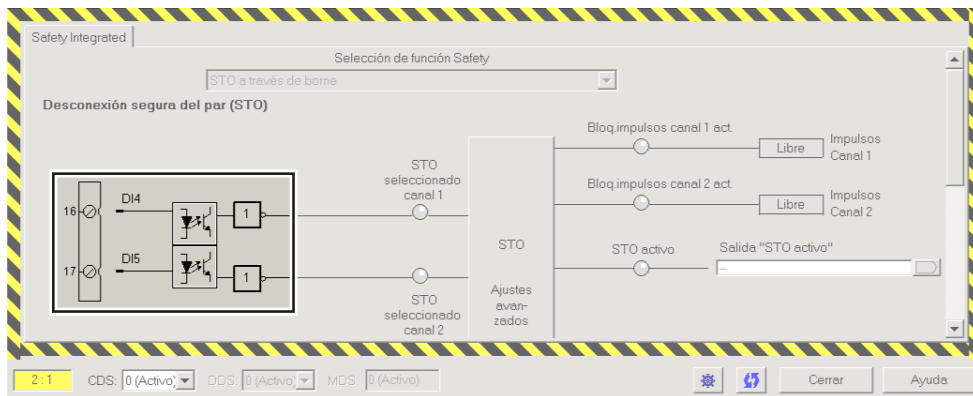 Safety Integrated
Selección de función Safety
STO a través de borne
Desconexión segura del par (STO)
Bloq.impulsos canal 1 act.
Libre
Impulsos
Canal 1
STO
seleccionado
canal 1
16
DI4
1
Bloq.impulsos canal 2 act.
Libre
Impulsos
Canal 2
STO
STO activo
Salida "STO activo"
17
DI5
1
Ajustes
avan-
zados
STO
seleccionado
canal 2
2 : 1
CDS: 0 (Activo)
DDS: 0 (Activo)
MDS: 0 (Activo)
Cerrar
Ayuda